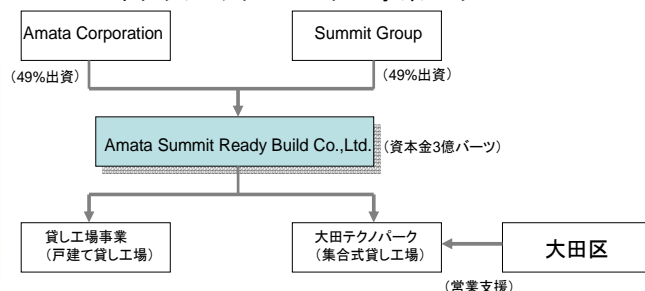 Amata Corporation
Summit Group
(49%出資)
(49%出資)
Amata Summit Ready Build Co.,Ltd.
(資本金3億バーツ)
貸し工場事業
(戸建て貸し工場)
大田テクノパーク
(集合式貸し工場)
大田区
(営業支援)